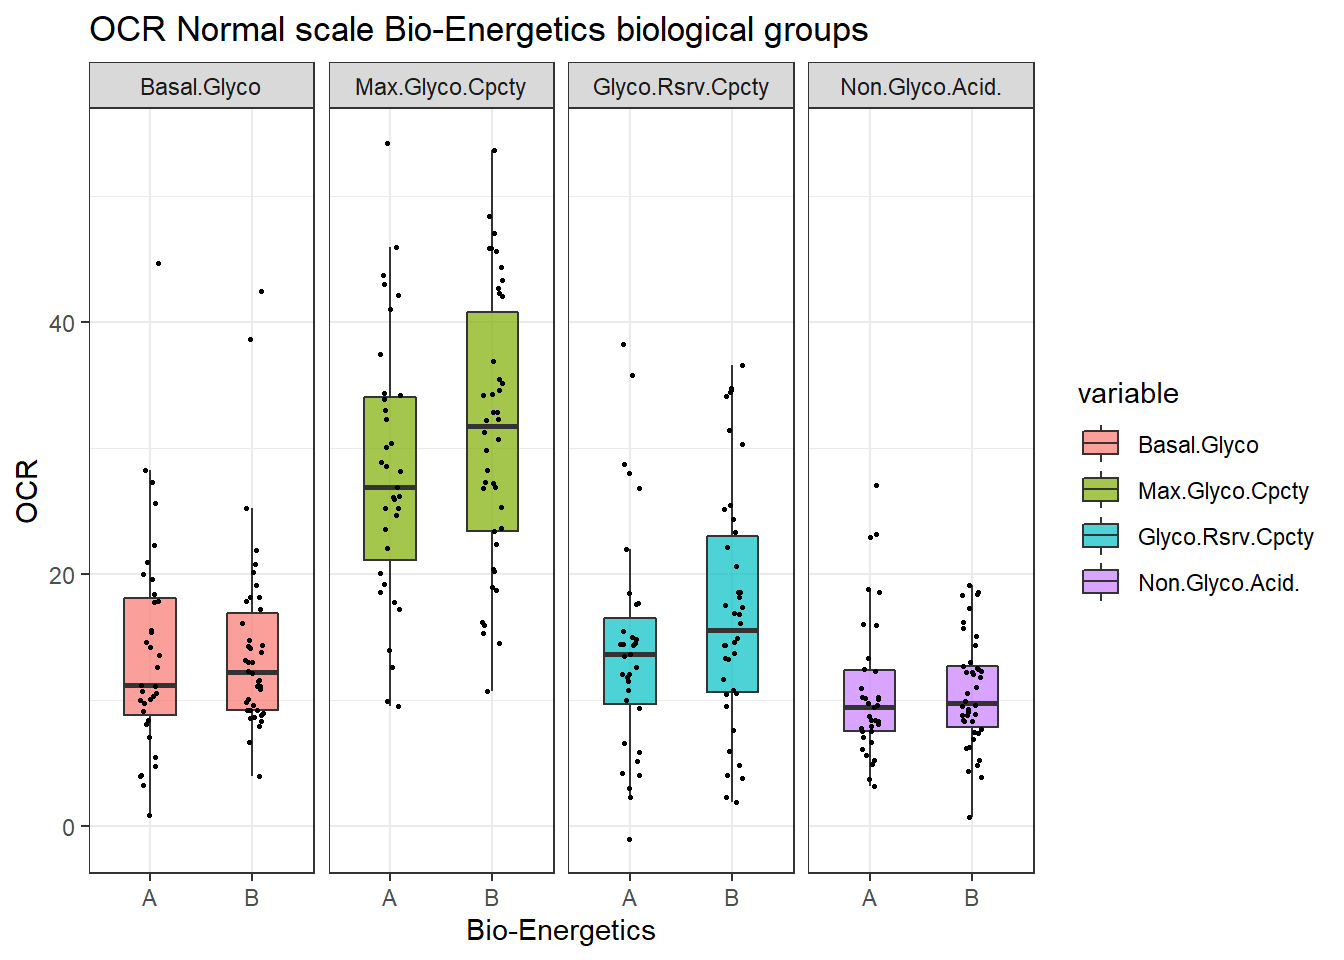 OCR Normal scale Bio-Energetics biological groups
Basal.Glyco
Max.Glyco.Cpcty
Glyco.Rsrv.Cpcty
Non.Glyco.Acid.
OCR
40
20
0
A
B
A
B
A
B
A
B
Bio-Energetics
variable
Basal.Glyco
Max.Glyco.Cpcty
Glyco.Rsrv.Cpcty
Non.Glyco.Acid.